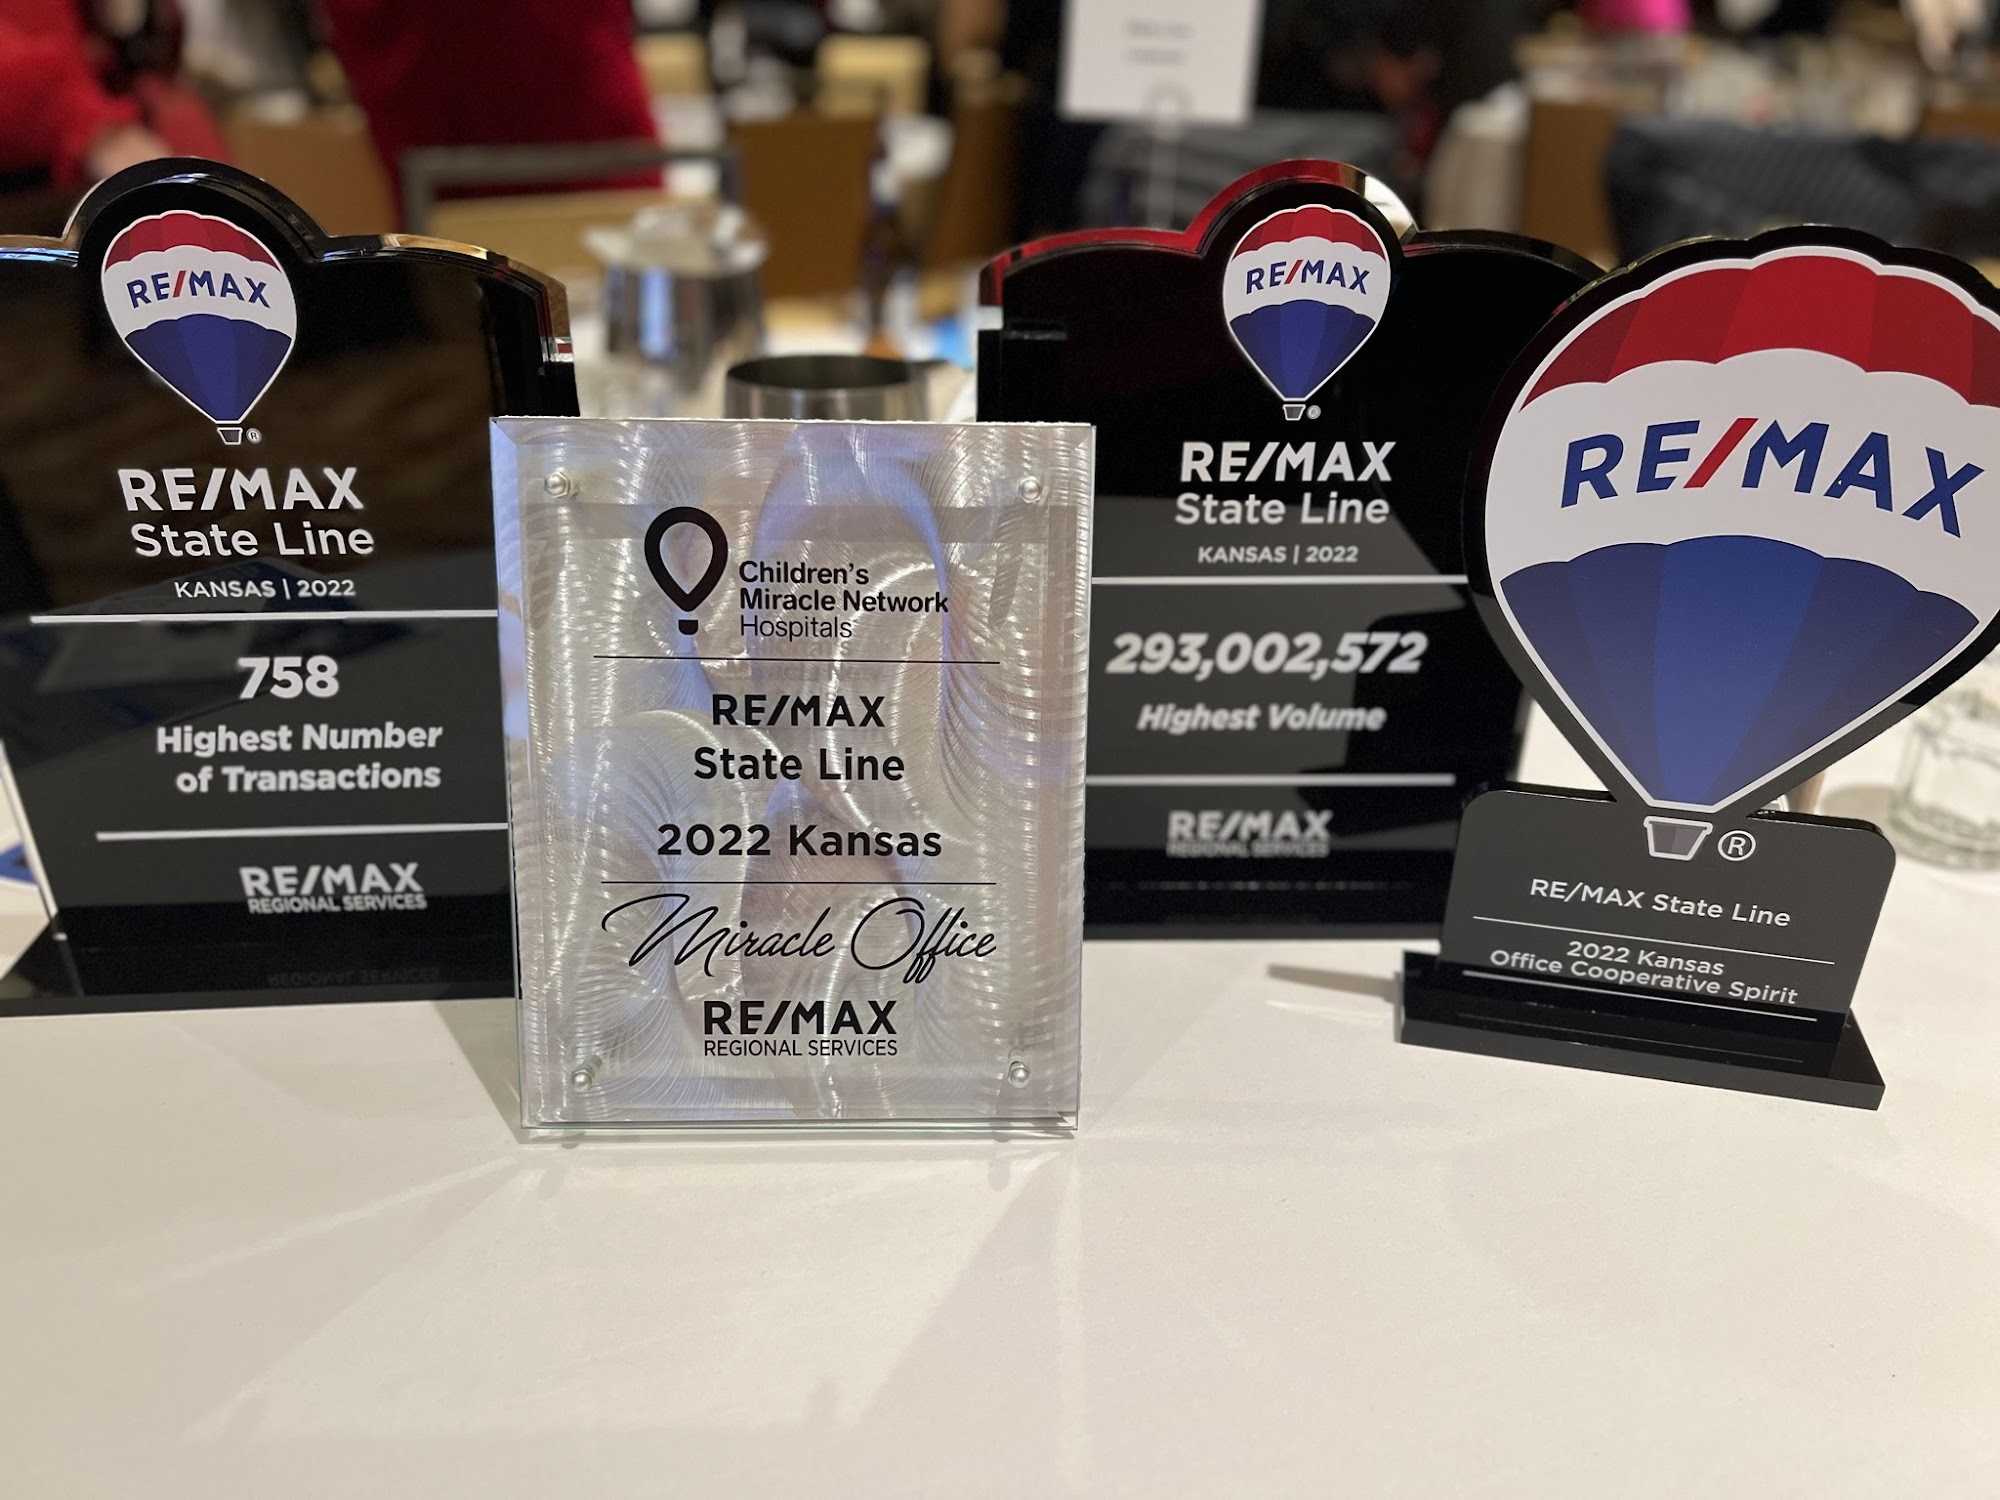 RE/MAX
®
RE/MAX
State Line
KANSAS | 2022
758
Highest Number
of Transactions
RE/MAX
REGIONAL SERVICES
Children's
Miracle Network
Hospitals
RE/MAX
State Line
2022 Kansas
Miracle Office
RE/MAX
REGIONAL SERVICES
RE/MAX
®
RE/MAX
State Line
KANSAS | 2022
293,002,572
Highest Volume
RE/MAX
REGIONAL SERVICES
RE/MAX
®
RE/MAX State Line
2022 Kansas
Office Cooperative Spirit